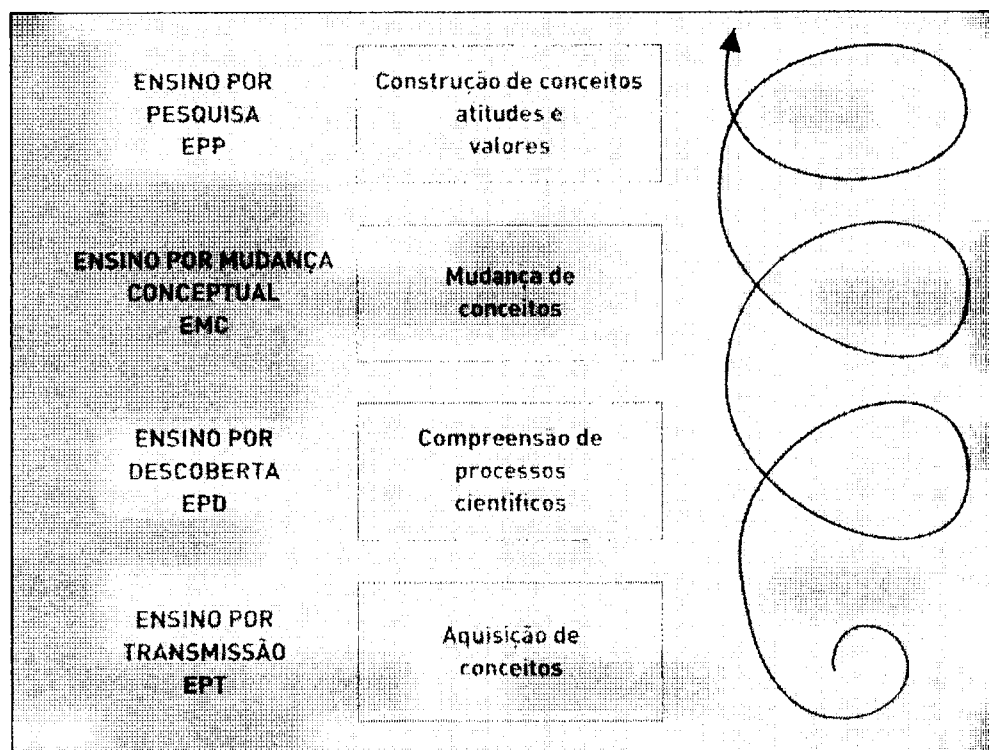 ENSINO POR
PESQUISA
EPP
Construção de conceitos
atitudes e
valores
ENSINO POR MUDANÇA
CONCEPTUAL
EMC
Mudança de
conceitos
ENSINO POR
DESCOBERTA
EPD
Compreensão de
processos
científicos
ENSINO POR
TRANSMISSÃO
EPT
Aquisição de
conceitos